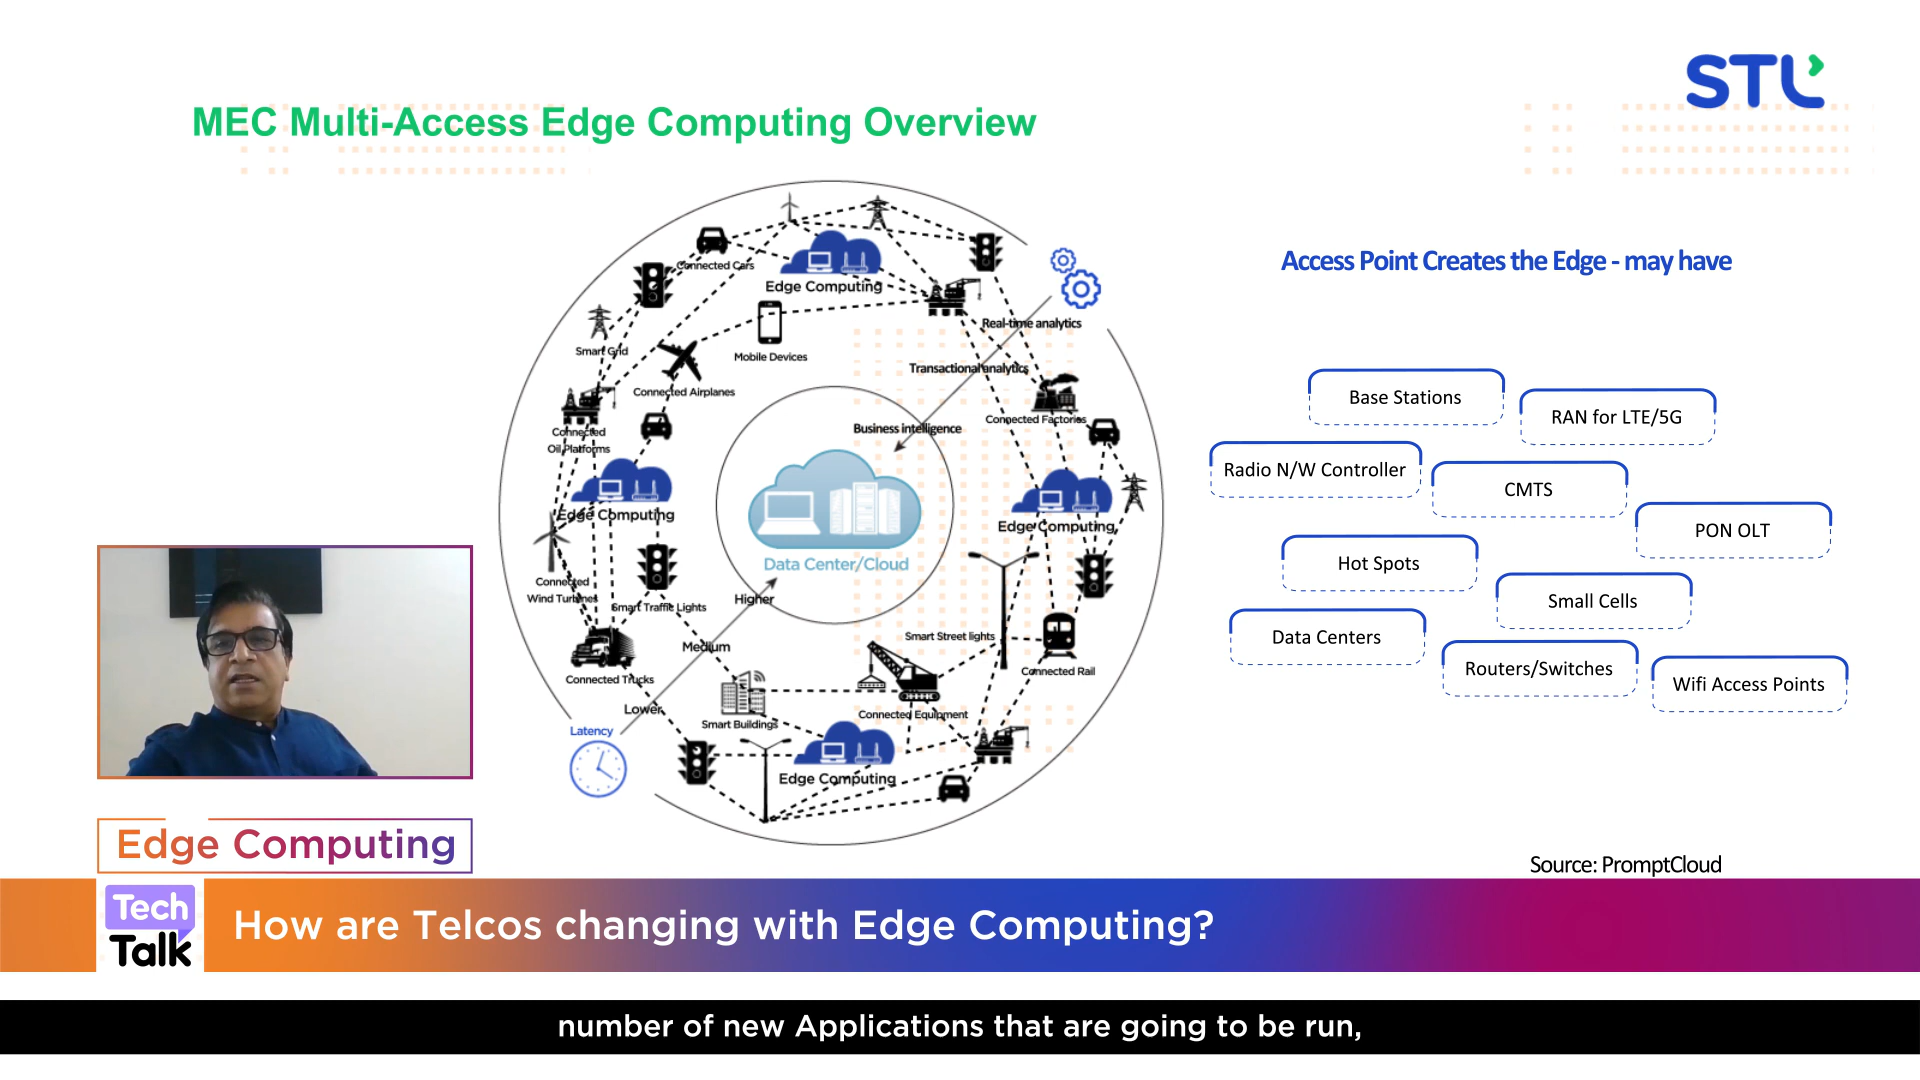 STL
MEC Multi-Access Edge Computing Overview
Connected Cars
Edge Computing
Real-time analytics
Smart Grid
Mobile Devices
Transactional analytics
Connected Airplanes
Connected Factories
Business intelligence
Connected
Oil Platforms
Edge Computing
Edge Computing
Data Center/Cloud
Connected
Wind Turbines
Smart Traffic Lights
Higher
Smart Street lights
Medium
Connected Rail
Connected Trucks
Lower
Smart Buildings
Connected Equipment
Latency
Edge Computing
Access Point Creates the Edge - may have
Base Stations
RAN for LTE/5G
Radio N/W Controller
CMTS
PON OLT
Hot Spots
Small Cells
Data Centers
Routers/Switches
Wifi Access Points
Source: PromptCloud
Edge Computing
Tech
Talk
How are Telcos changing with Edge Computing?
number of new Applications that are going to be run,